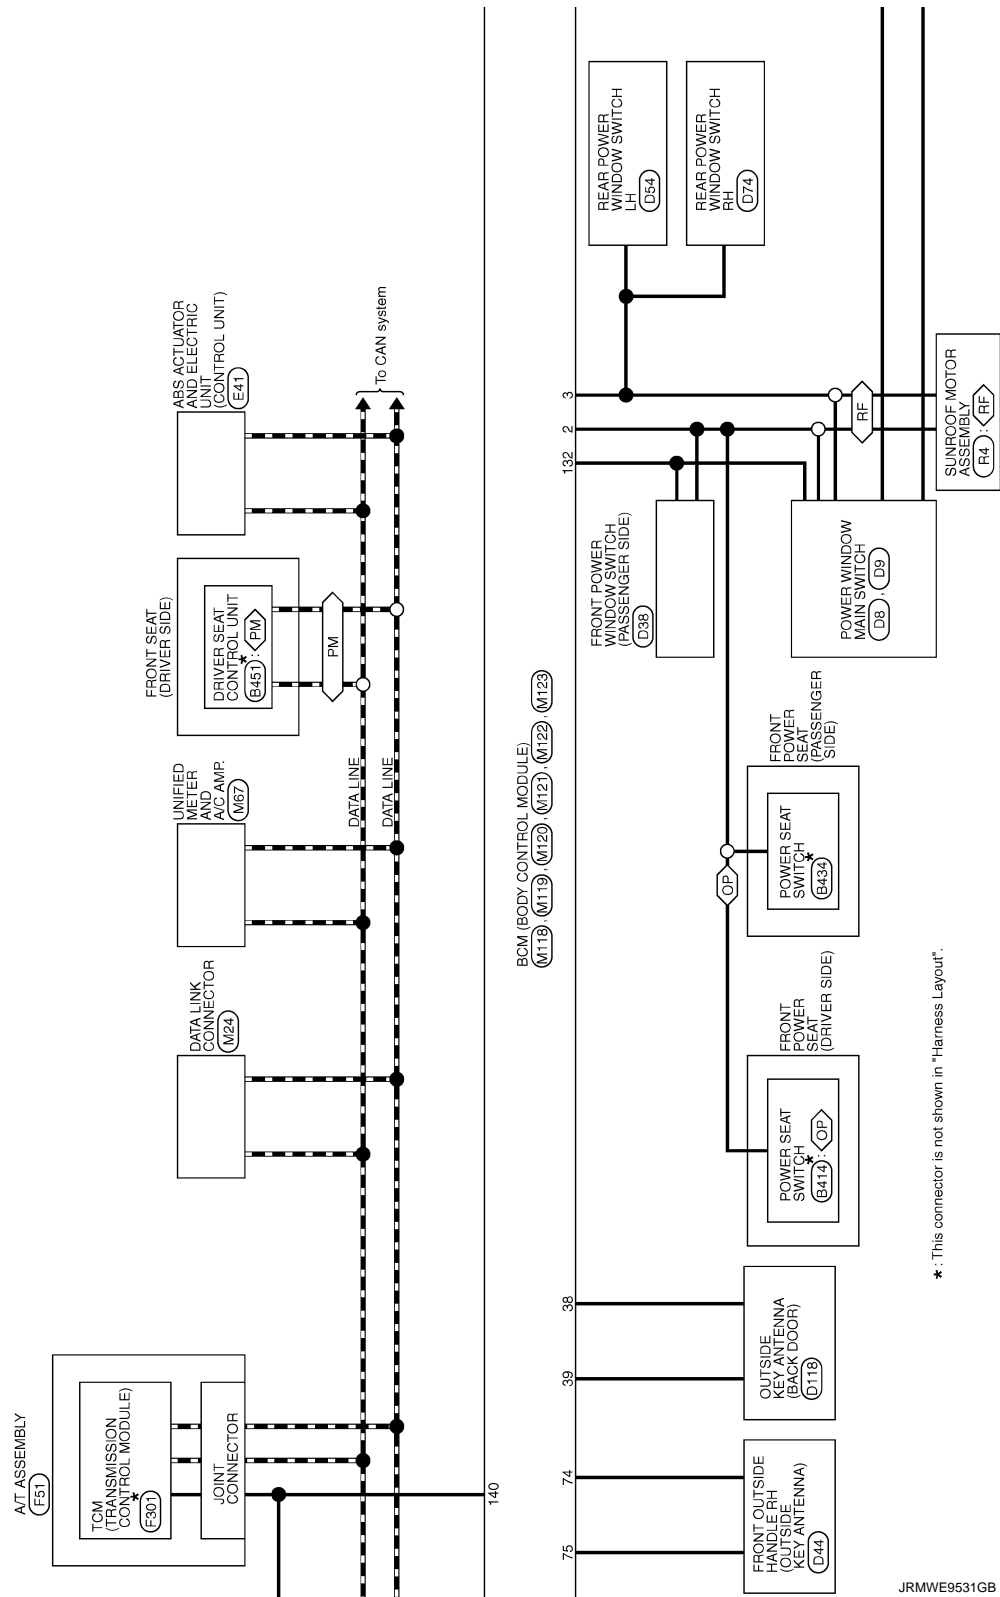 A/T ASSEMBLY
F51
TCM
(TRANSMISSION
CONTROL MODULE)
*
F301
JOINT
CONNECTOR
DATA LINK
CONNECTOR
M24
UNIFIED
METER
AND
A/C AMP.
M67
FRONT SEAT
(DRIVER SIDE)
DRIVER SEAT
CONTROL UNIT
*
B451 : PM
PM
ABS ACTUATOR
AND ELECTRIC
UNIT
(CONTROL UNIT)
E41
DATA LINE
DATA LINE
To CAN system
140
BCM (BODY CONTROL MODULE)
M118 , M119 , M120 , M121 , M122 , M123
75
74
39
38
132
2
3
FRONT OUTSIDE
HANDLE RH
(OUTSIDE
KEY ANTENNA)
D44
OUTSIDE
KEY ANTENNA
(BACK DOOR)
D118
FRONT
POWER
SEAT
(DRIVER SIDE)
POWER SEAT
SWITCH
*
B414 : OP
OP
FRONT
POWER
SEAT
(PASSENGER
SIDE)
POWER SEAT
SWITCH
*
B434
FRONT POWER
WINDOW SWITCH
(PASSENGER SIDE)
D38
POWER WINDOW
MAIN SWITCH
D8 , D9
RF
REAR POWER
WINDOW SWITCH
LH
D54
REAR POWER
WINDOW SWITCH
RH
D74
SUNROOF MOTOR
ASSEMBLY
R4 : RF
* : This connector is not shown in "Harness Layout".
JRMWE9531GB